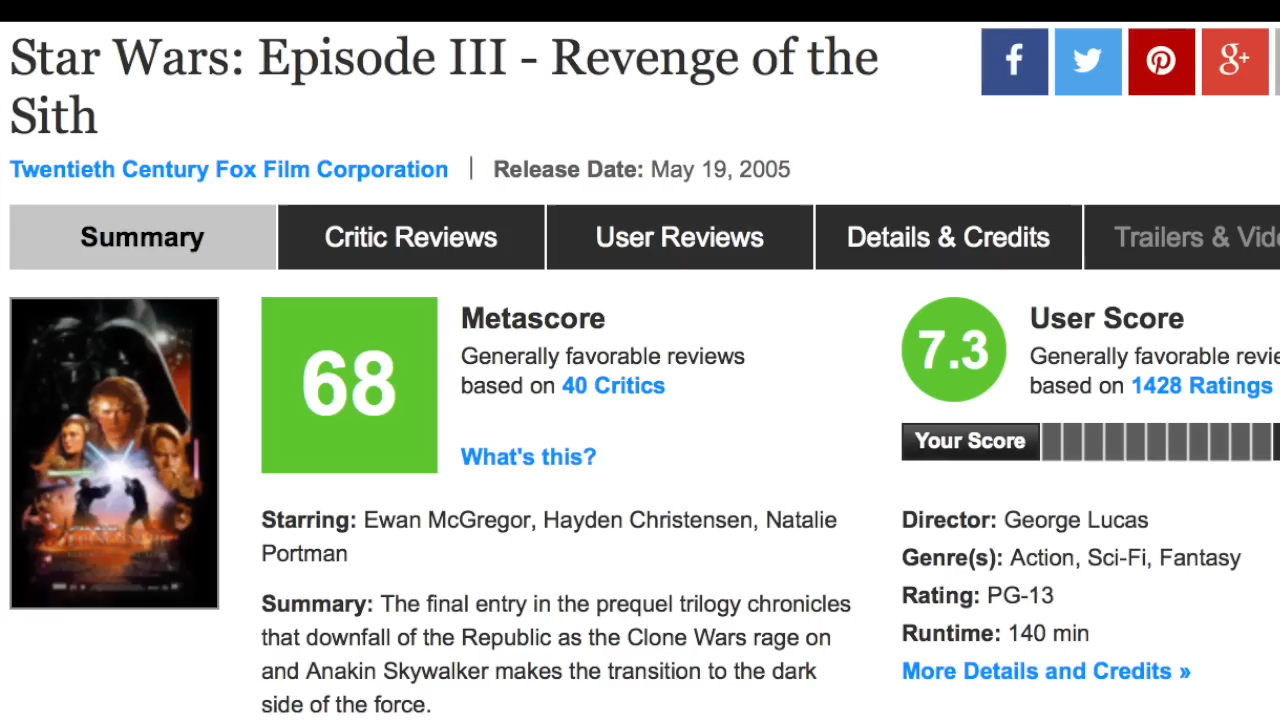 Star Wars: Episode III - Revenge of the
Sith
Twentieth Century Fox Film Corporation | Release Date: May 19, 2005
Summary
Critic Reviews
User Reviews
Details & Credits
Trailers &
68
Metascore
Generally favorable reviews
based on 40 Critics
What's this?
7.3
User Score
Generally favorable
based on 1428 Ratings
Your Score
Starring: Ewan McGregor, Hayden Christensen, Natalie
Portman
Summary: The final entry in the prequel trilogy chronicles
that downfall of the Republic as the Clone Wars rage on
and Anakin Skywalker makes the transition to the dark
side of the force.
Director: George Lucas
Genre(s): Action, Sci-Fi, Fantasy
Rating: PG-13
Runtime: 140 min
More Details and Credits »